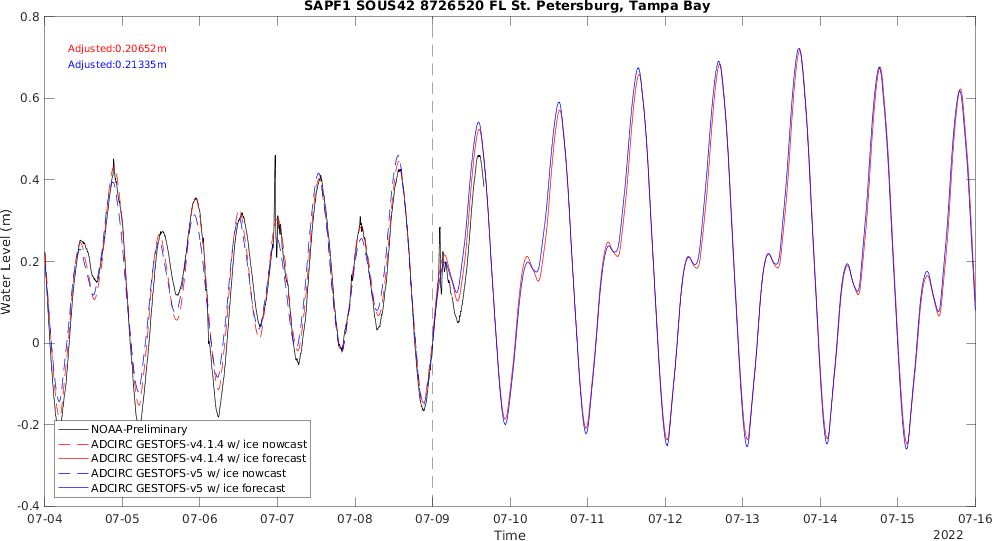 SAPF1 SOUS42 8726520 FL St. Petersburg, Tampa Bay
Adjusted:0.20652m
Adjusted:0.21335m
Water Level (m)
0.8
0.6
0.4
0.2
0
-0.2
-0.4
NOAA-Preliminary
ADCIRC GESTOFS-v4.1.4 w/ ice nowcast
ADCIRC GESTOFS-v4.1.4 w/ ice forecast
ADCIRC GESTOFS-v5 w/ ice nowcast
ADCIRC GESTOFS-v5 w/ ice forecast
07-04 07-05 07-06 07-07 07-08 07-09 07-10 07-11 07-12 07-13 07-14 07-15 07-16
Time
2022